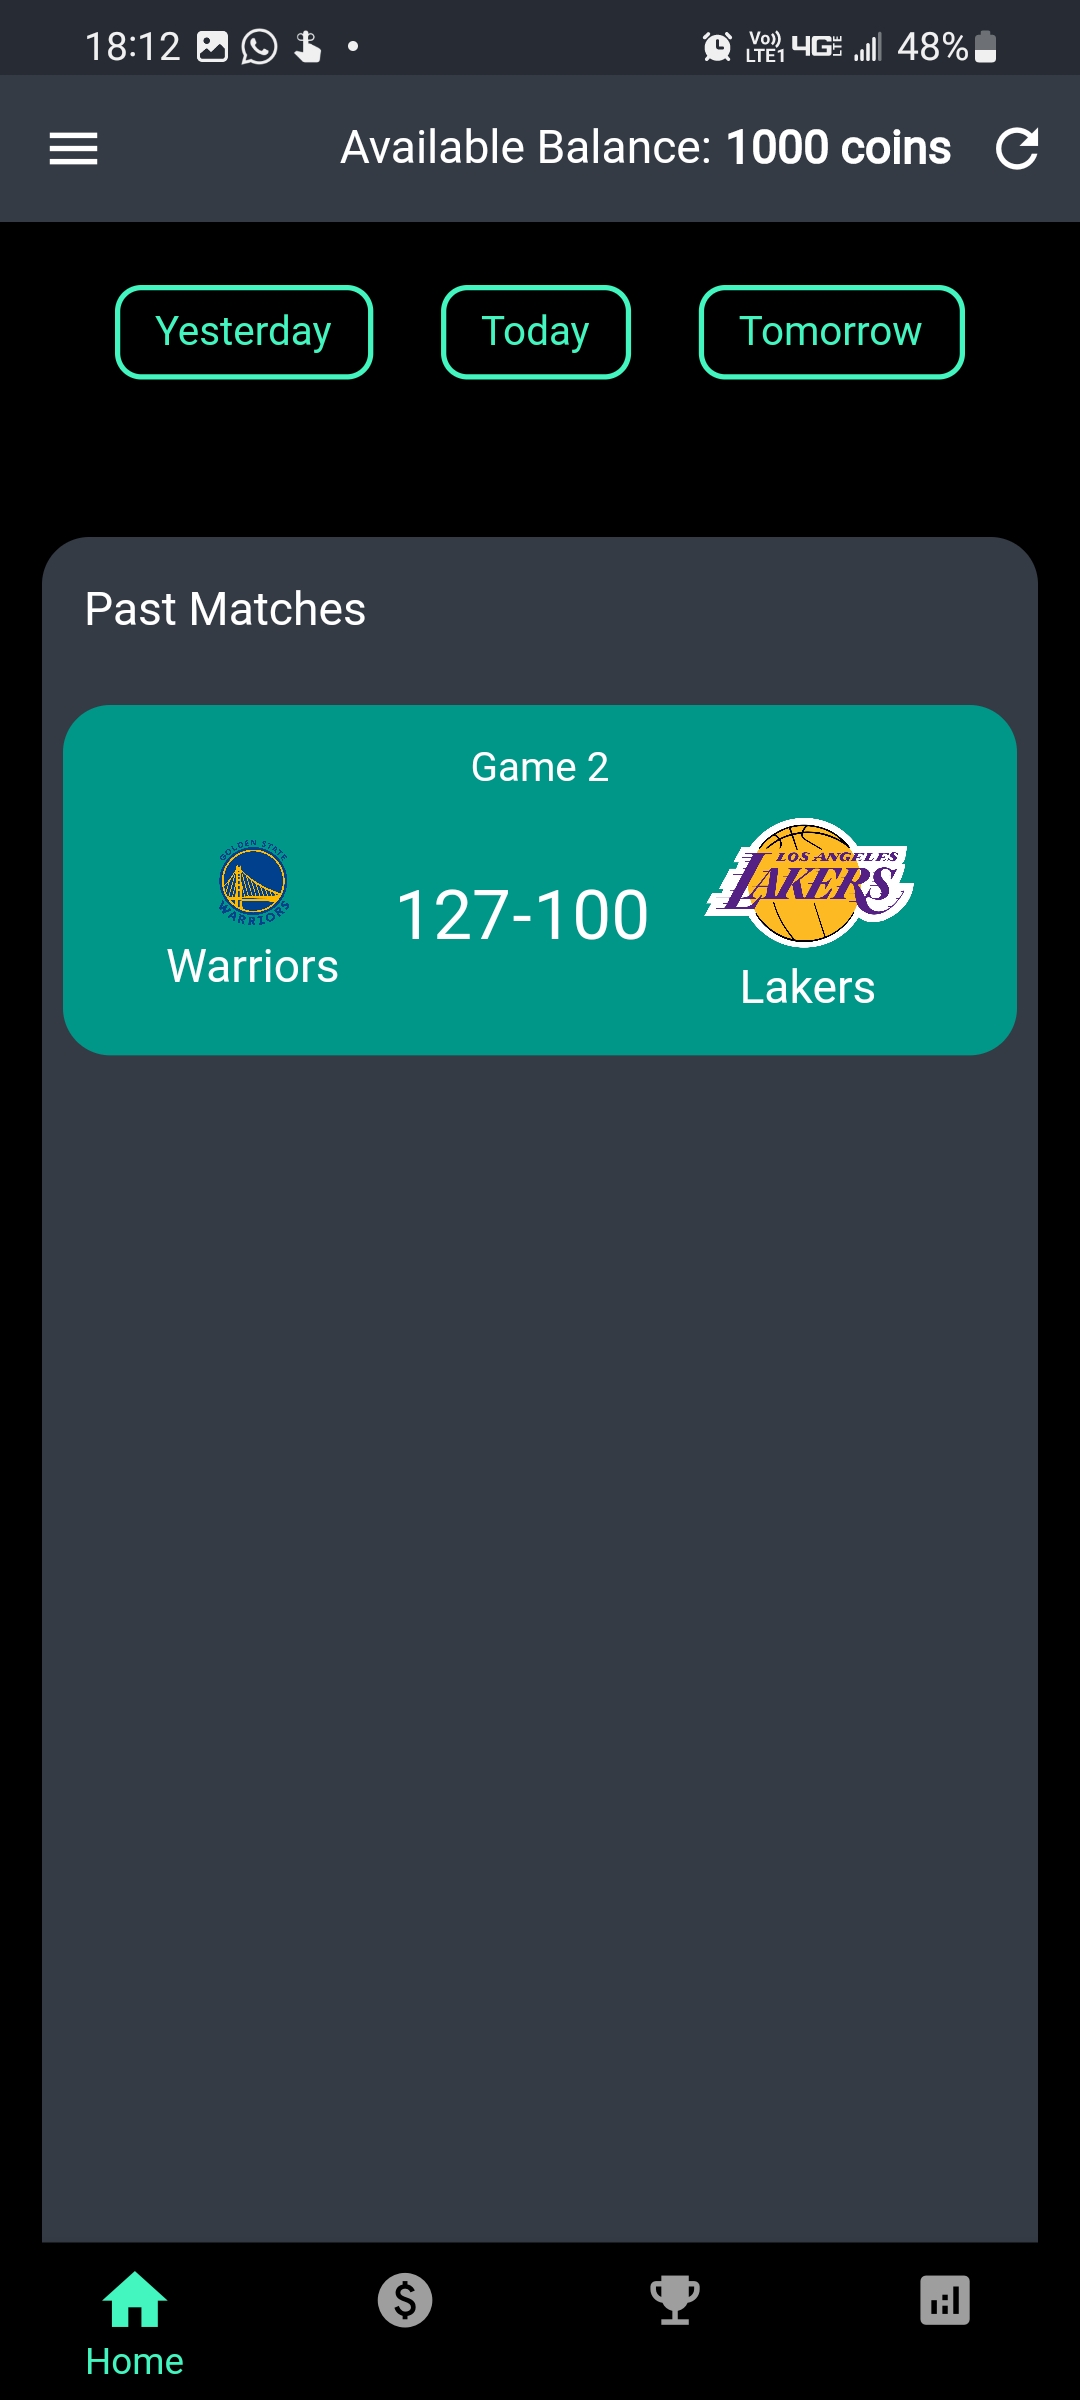 18:12
Vo)) LTE1 4G LTE 48%
Available Balance: 1000 coins
Yesterday
Today
Tomorrow
Past Matches
Game 2
GOLDEN STATE
WARRIORS
Warriors
127-100
LOS ANGELES
LAKERS
Lakers
Home